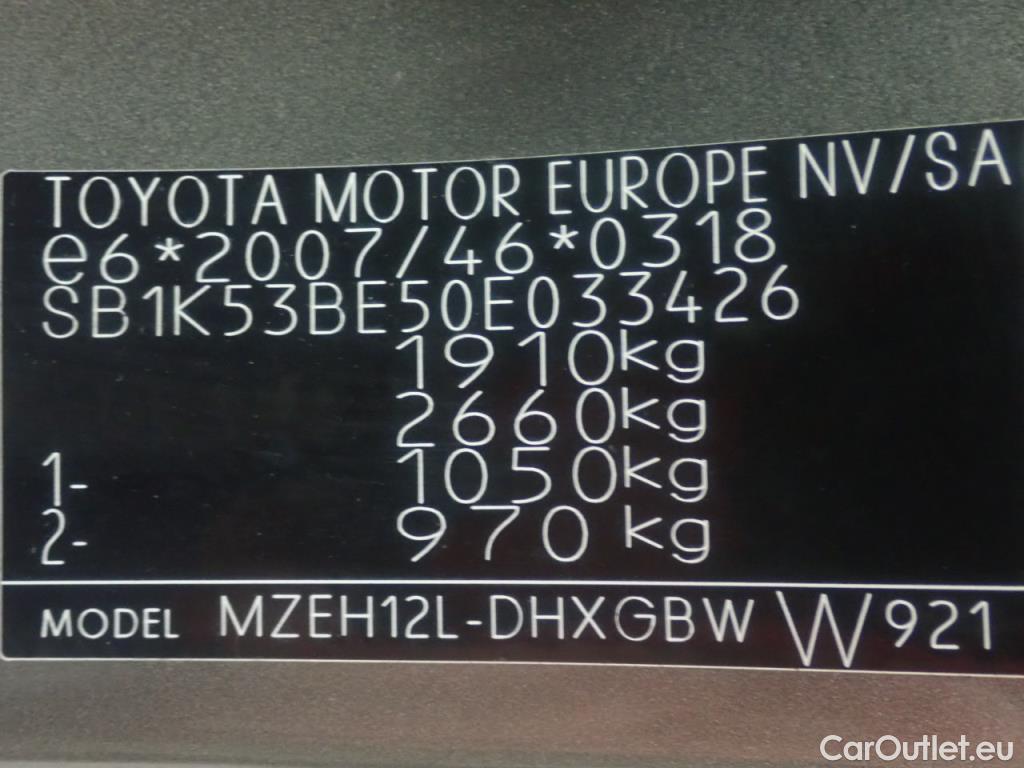 TOYOTA MOTOR EUROPE NV/SA
e6*2007/46*0318
SB1K53BE50E033426
1910kg
2660kg
1- 1050kg
2- 970 kg
MODEL MZEH12L-DHXGBW W921
CarOutlet.eu